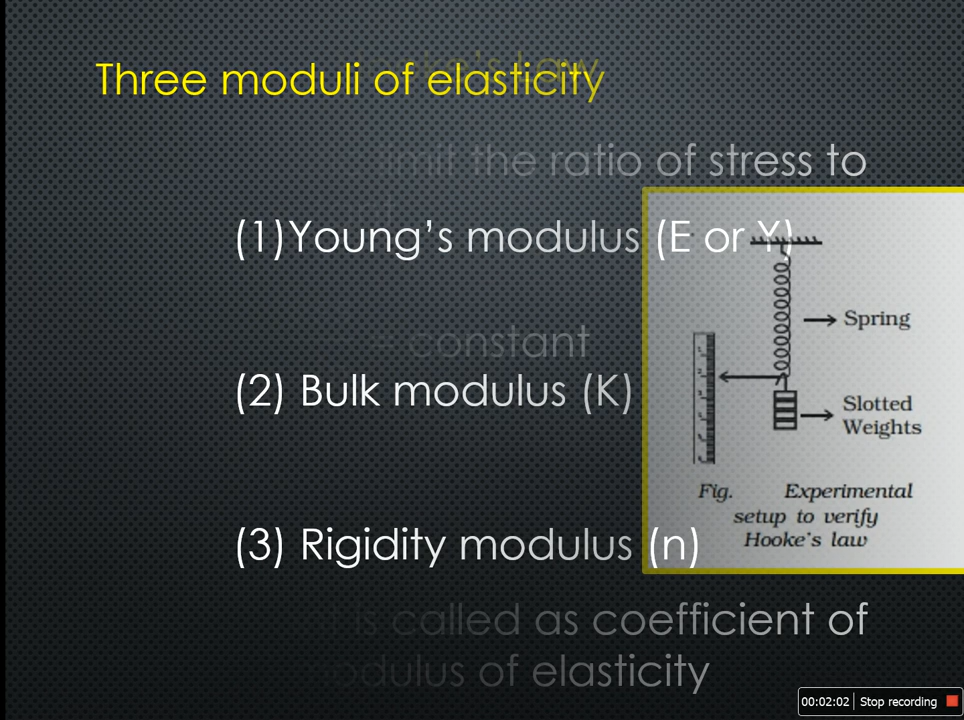 Three moduli of elasticity
the ratio of stress to
(1)Young's modulus (E or Y)
Spring
constant
(2) Bulk modulus (K)
Slotted
Weights
Fig. Experimental
setup to verify
Hooke's law
(3) Rigidity modulus (n)
is called as coefficient of
modulus of elasticity
00:02:02 Stop recording